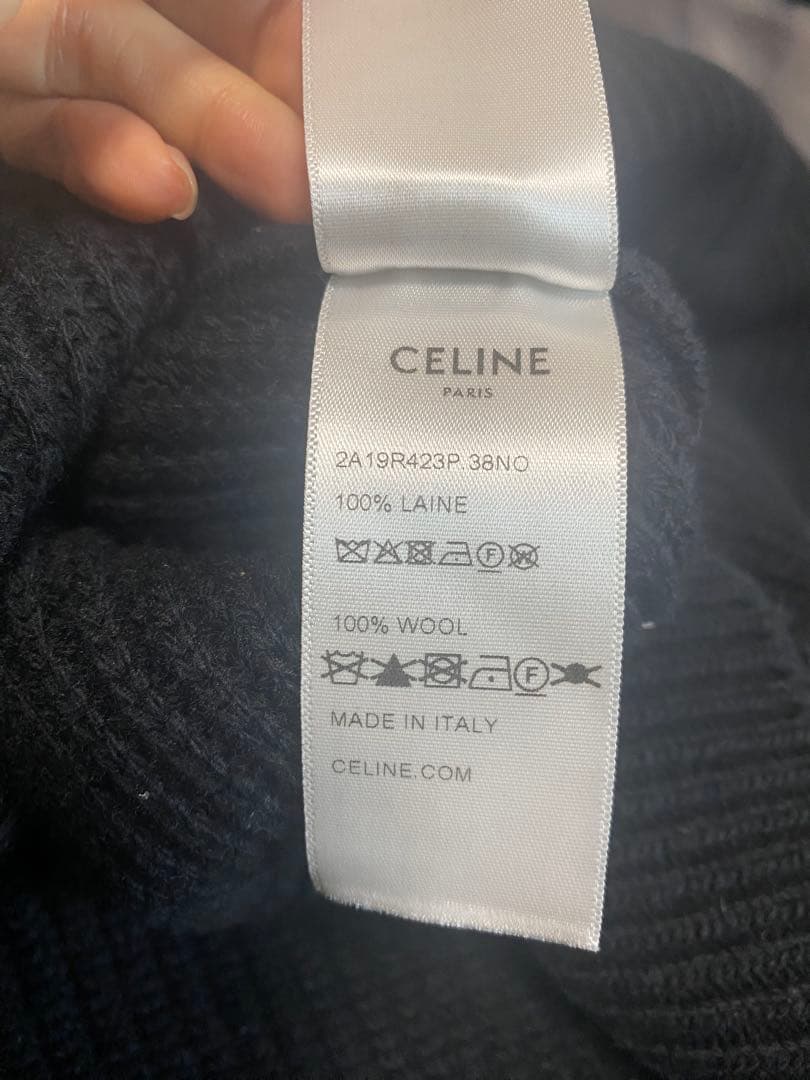 CELINE
PARIS
2A19R423P.38NO
100% LAINE
F W
100% WOOL
F
MADE IN ITALY
CELINE.COM